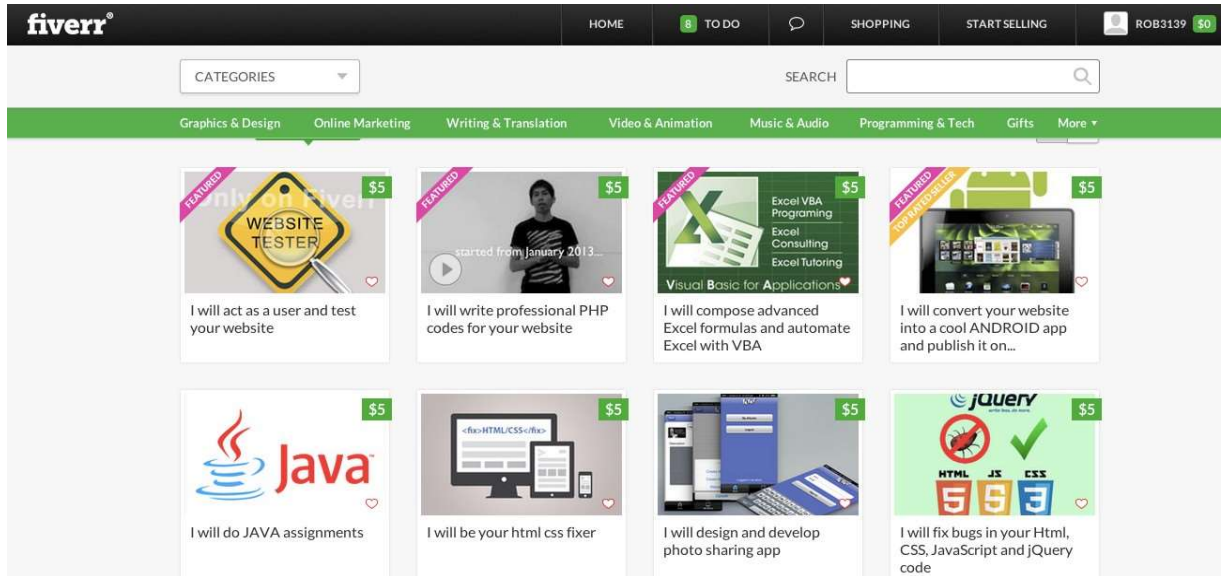 fiverr®
HOME
8 TO DO
SHOPPING
START SELLING
ROB3139 $0
CATEGORIES
SEARCH
Graphics & Design Online Marketing Writing & Translation Video & Animation Music & Audio Programming & Tech Gifts More
FEATURED
Only on Fiverr
$5
WEBSITE
TESTER
I will act as a user and test
your website
FEATURED
$5
started from January 2013...
I will write professional PHP
codes for your website
FEATURED
$5
Excel VBA
Programing
Excel
Consulting
Excel Tutoring
Visual Basic for Applications
I will compose advanced
Excel formulas and automate
Excel with VBA
FEATURED
TOP RATED SELLER
$5
I will convert your website
into a cool ANDROID app
and publish it on...
$5
Java
I will do JAVA assignments
$5
<fix>HTML/CSS</fix>
I will be your html css fixer
$5
I will design and develop
photo sharing app
jQuery
$5
HTML JS CSS
5 5 3
I will fix bugs in your Html,
CSS, JavaScript and jQuery
code